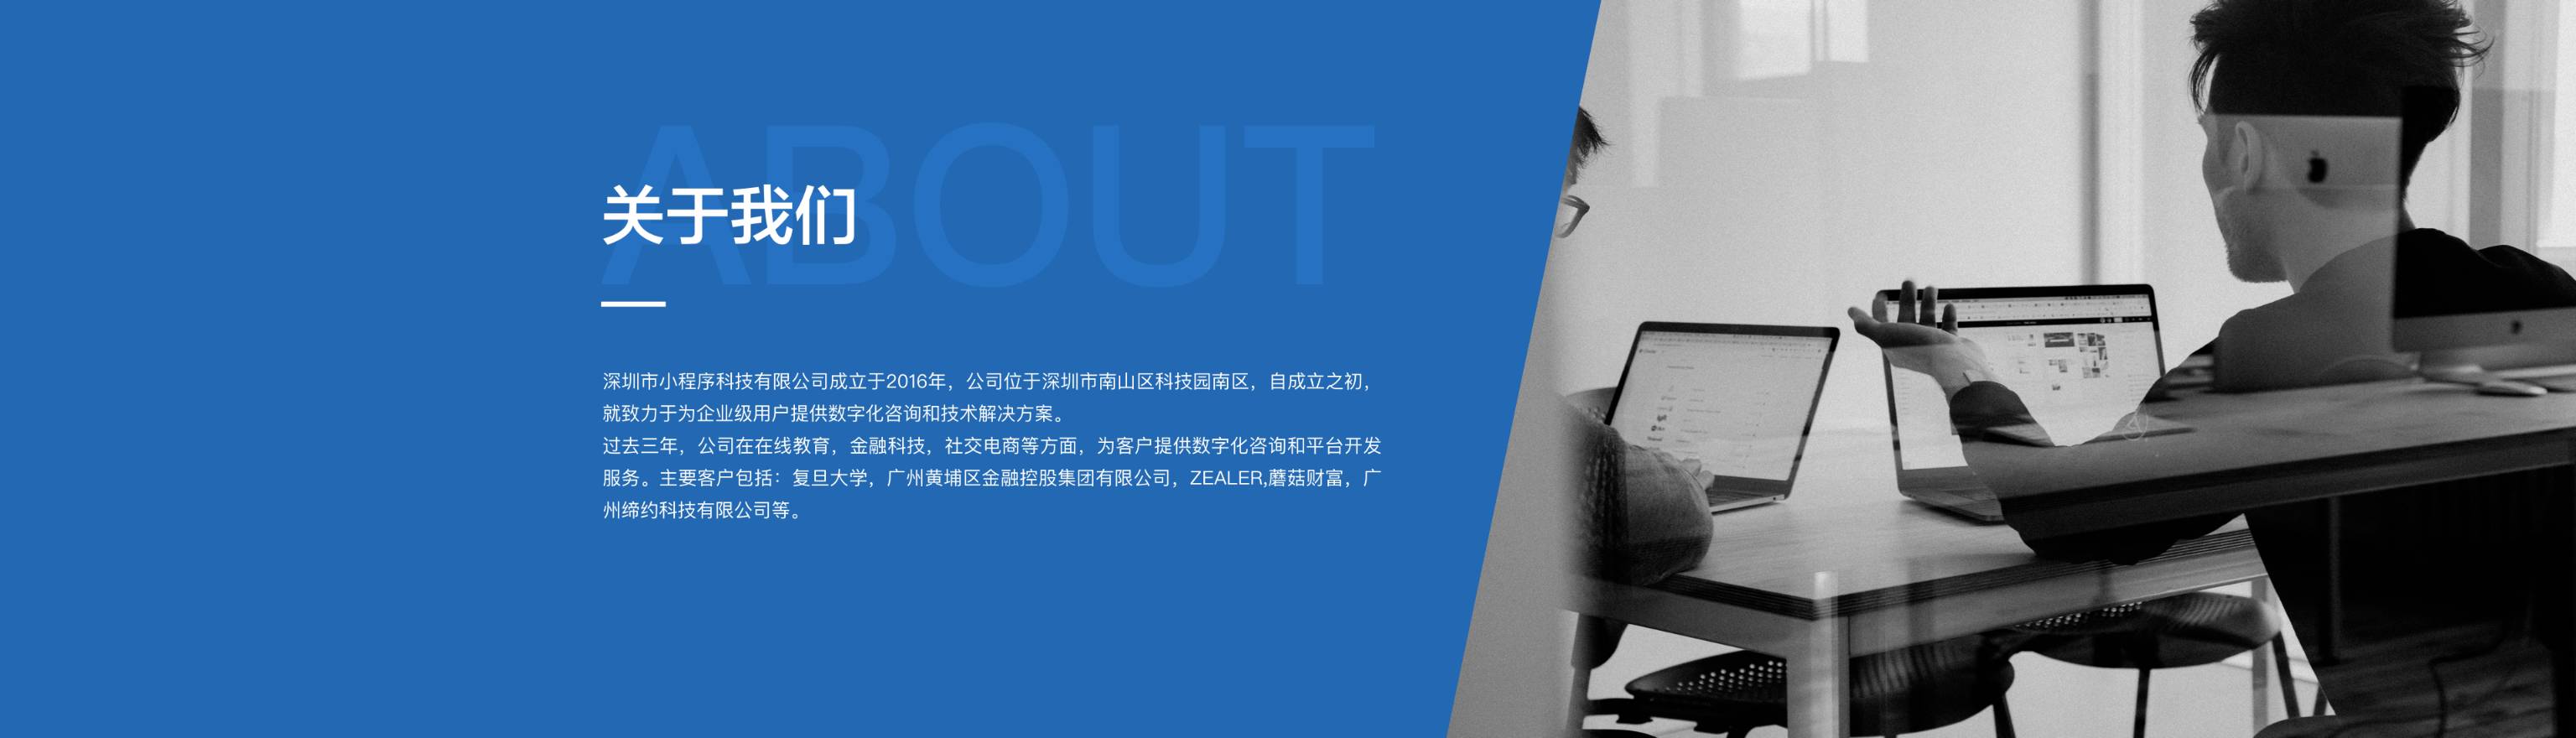 ABOUT
关于我们
深圳市小程序科技有限公司成立于2016年，公司位于深圳市南山区科技园南区，自成立之初，
就致力于为企业级用户提供数字化咨询和技术解决方案。
过去三年，公司在在线教育，金融科技，社交电商等方面，为客户提供数字化咨询和平台开发
服务。主要客户包括：复旦大学，广州黄埔区金融控股集团有限公司，ZEALER,蘑菇财富，广
州缔约科技有限公司等。